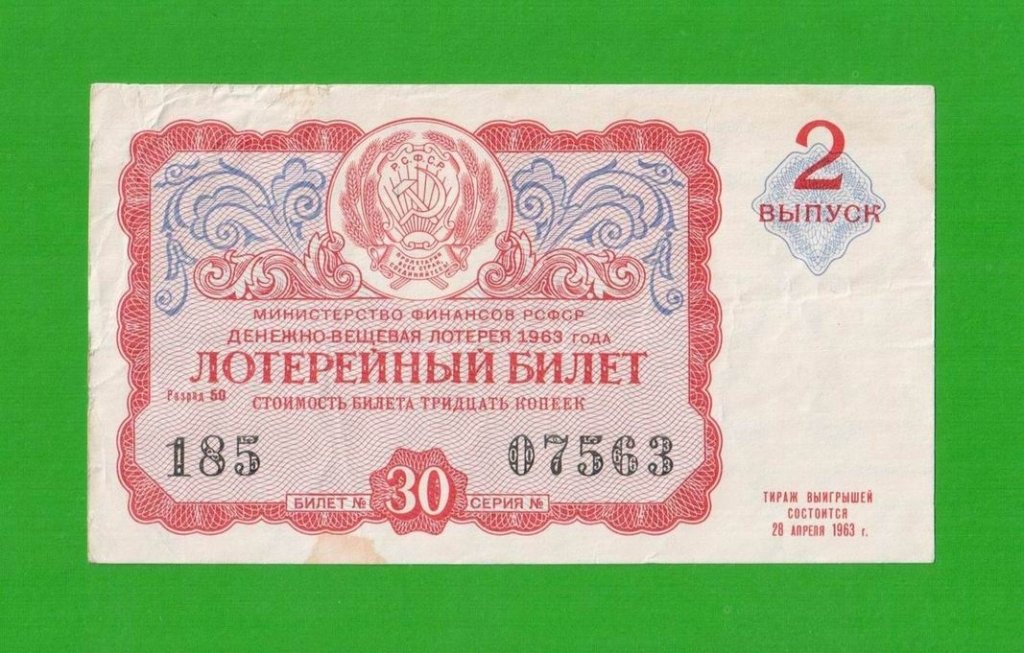 Р.С.Ф.С.Р.
МИНИСТЕРСТВО ФИНАНСОВ РСФСР
ДЕНЕЖНО-ВЕЩЕВАЯ ЛОТЕРЕЯ 1963 ГОДА
ЛОТЕРЕЙНЫЙ БИЛЕТ
Разряд 50
СТОИМОСТЬ БИЛЕТА ТРИДЦАТЬ КОПЕЕК
185 07563
БИЛЕТ № 30 СЕРИЯ №
2
ВЫПУСК
ТИРАЖ ВЫИГРЫШЕЙ
СОСТОИТСЯ
28 АПРЕЛЯ 1963 г.